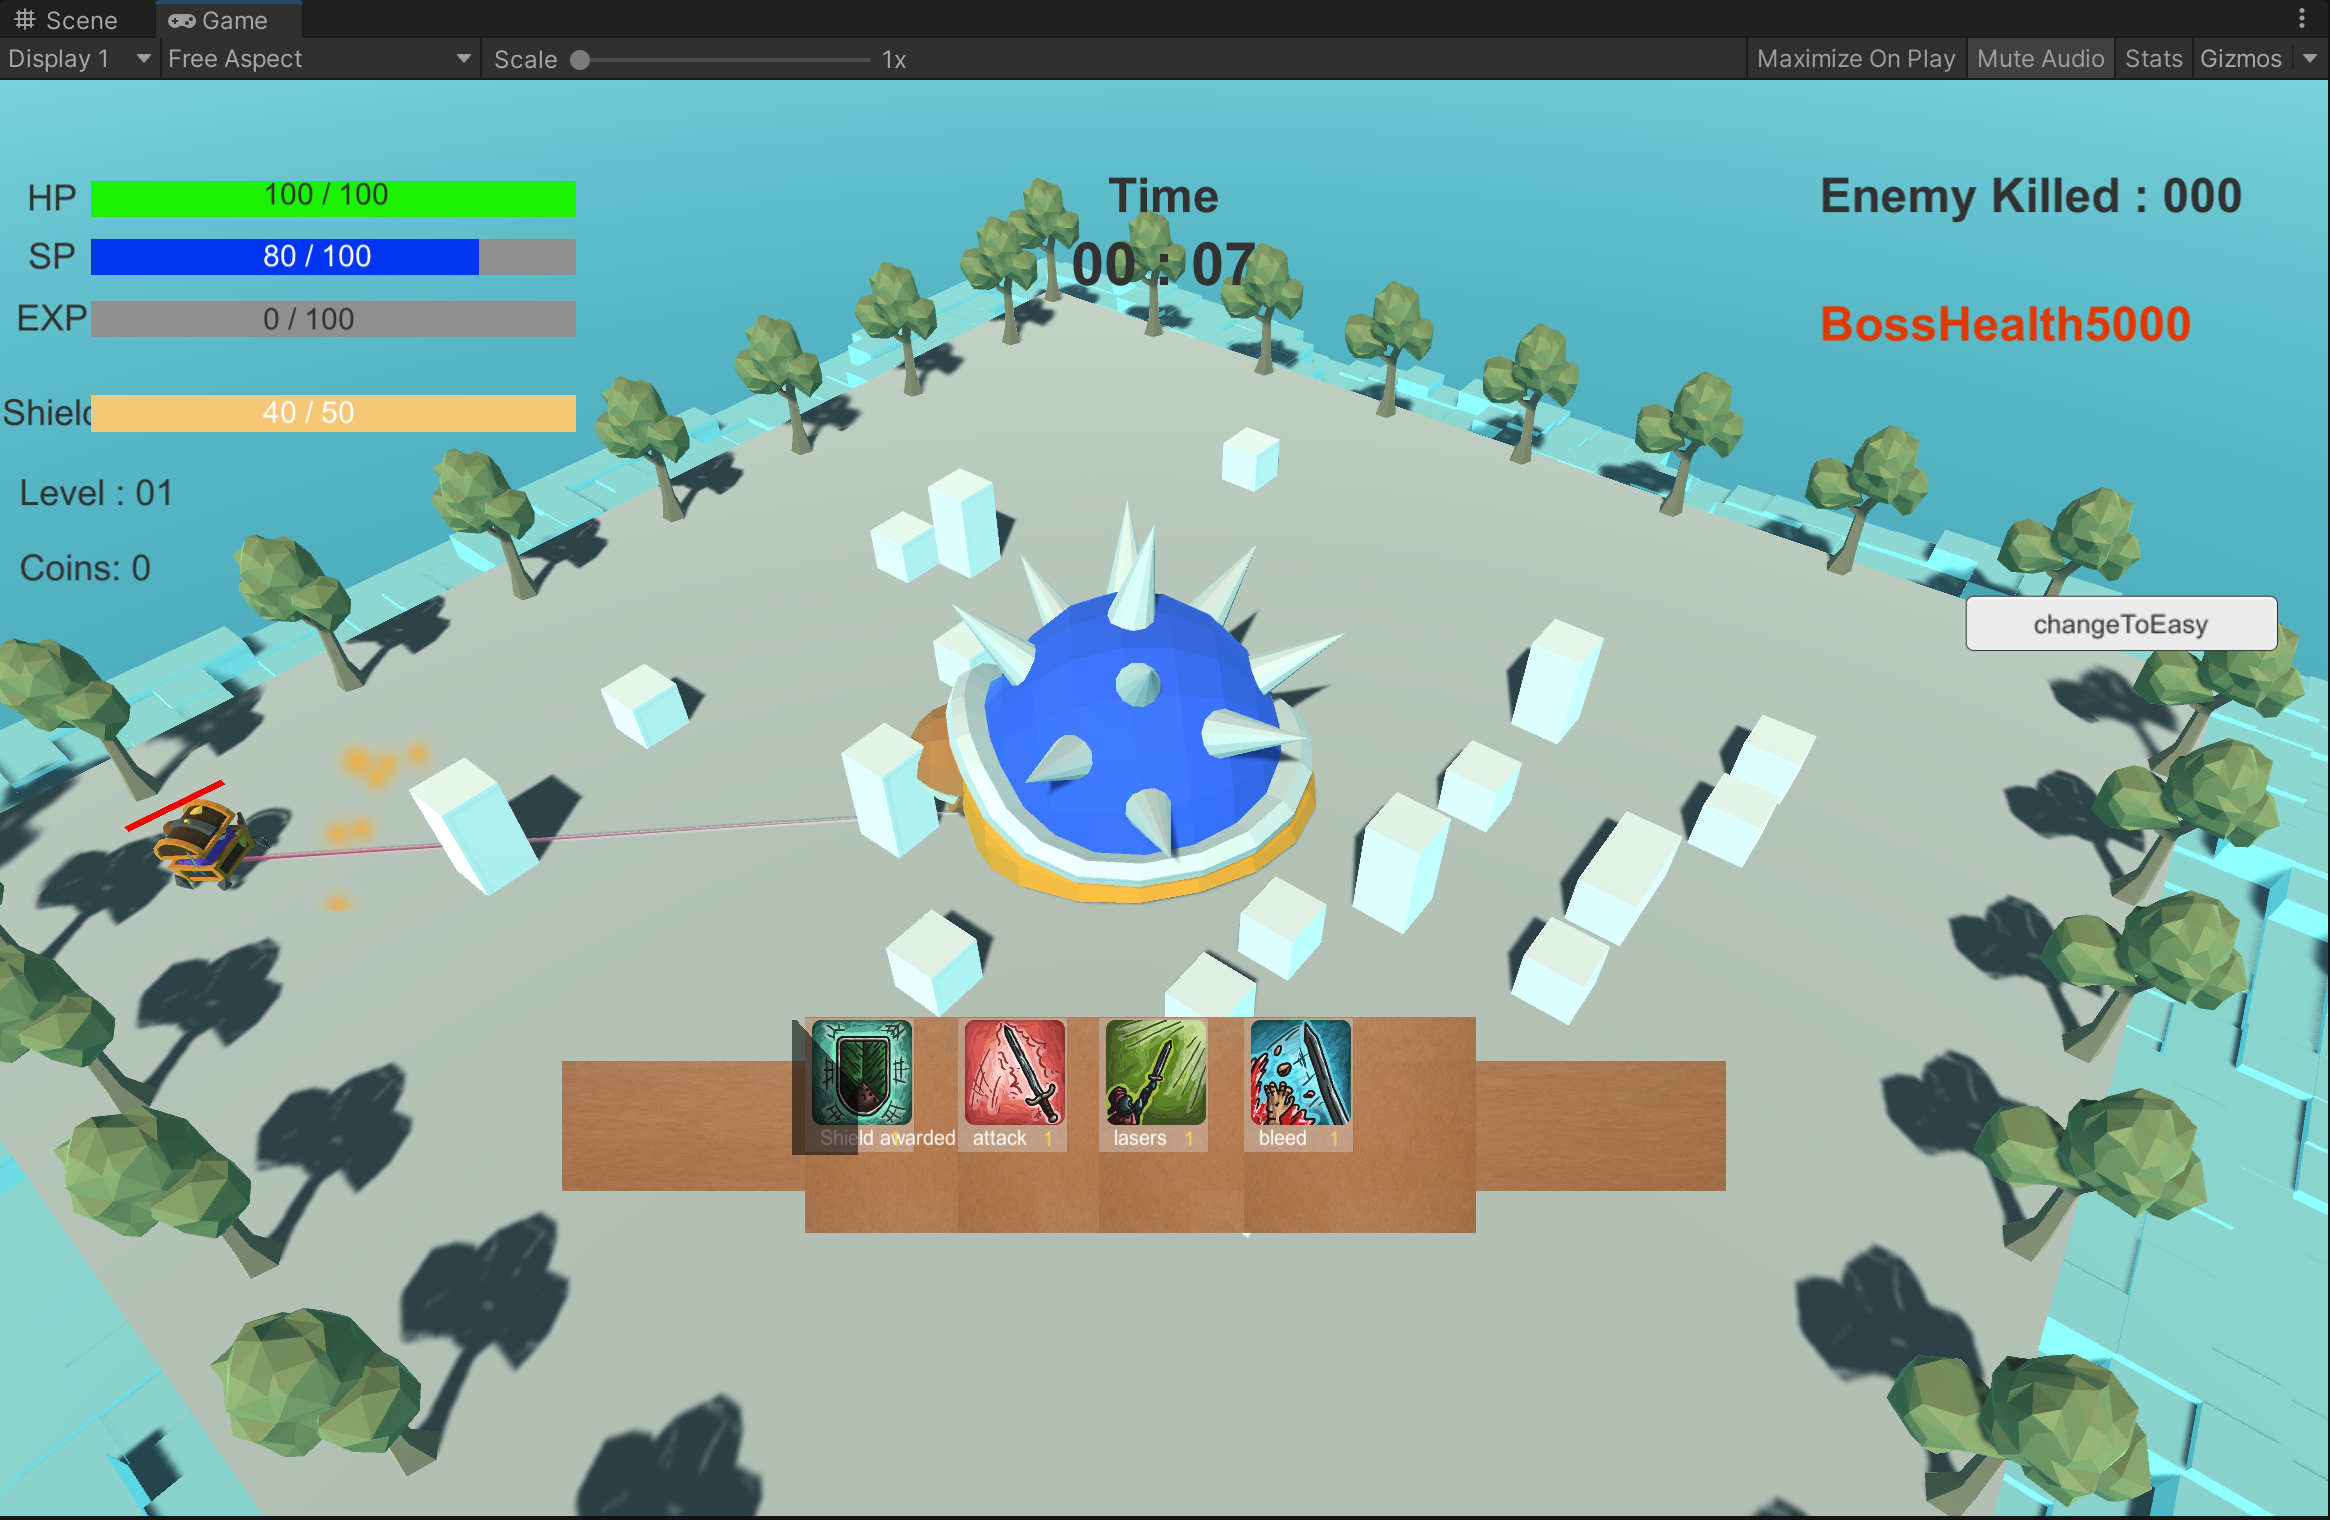 Scene
Game
Display 1
Free Aspect
Scale
1x
Maximize On Play
Mute Audio
Stats
Gizmos
HP
100 / 100
SP
80 / 100
EXP
0 / 100
Shield
40 / 50
Level : 01
Coins: 0
Time
00 : 07
Enemy Killed : 000
BossHealth5000
changeToEasy
Shield awarded
attack 1
lasers 1
bleed 1